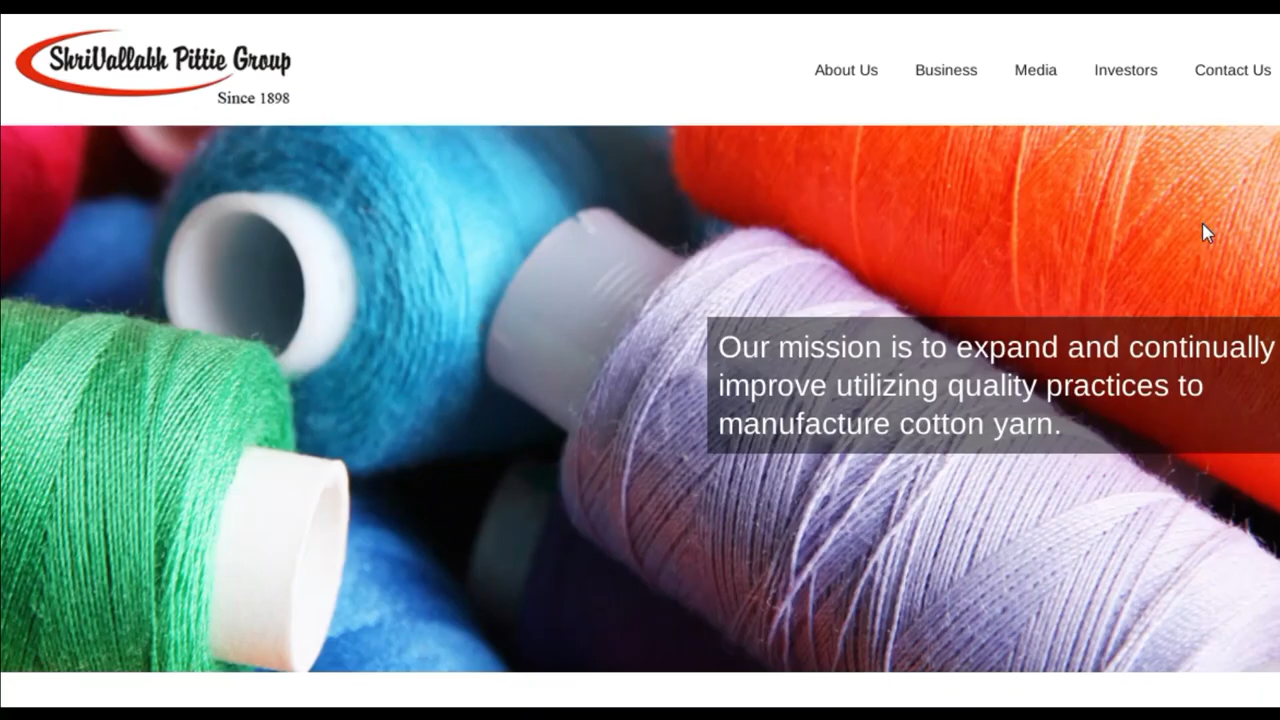 ShriVallabh Pittie Group
Since 1898
About Us Business Media Investors Contact Us
Our mission is to expand and continually
improve utilizing quality practices to
manufacture cotton yarn.